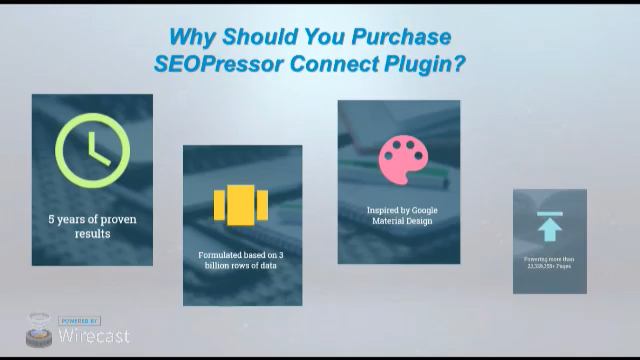 Why Should You Purchase
SEOPressor Connect Plugin?
5 years of proven
results
Formulated based on 3
billion rows of data
Inspired by Google
Material Design
Powering more than
Pages
POWERED BY
Wirecast